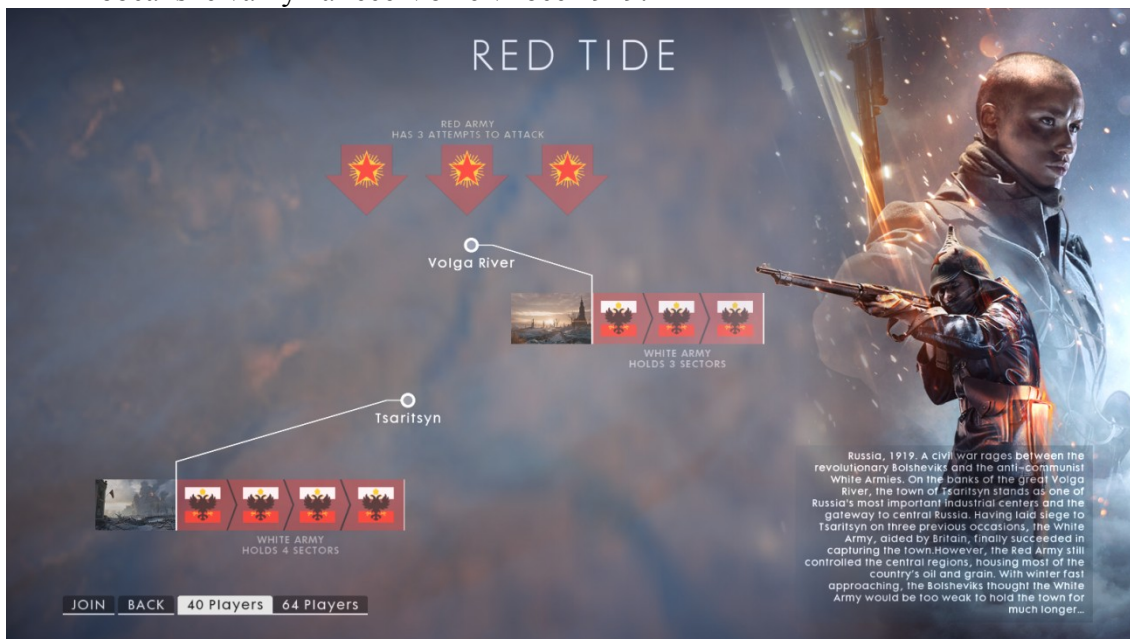 RED TIDE
RED ARMY
HAS 3 ATTEMPTS TO ATTACK
Volga River
WHITE ARMY
HOLDS 3 SECTORS
Tsaritsyn
WHITE ARMY
HOLDS 4 SECTORS
Russia, 1919. A civil war rages between the
revolutionary Bolsheviks and the anti-communist
White Armies. On the banks of the great Volga
River, the town of Tsaritsyn stands as one of
Russia's most important industrial centers and the
gateway to central Russia. Having laid siege to
Tsaritsyn on three previous occasions, the White
Army, aided by Britain, finally succeeded in
capturing the town.However, the Red Army still
controlled the central regions, housing most of the
country's oil and grain. With winter fast
approaching, the Bolsheviks thought the White
Army would be too weak to hold the town for
much longer...
JOIN BACK 40 Players 64 Players